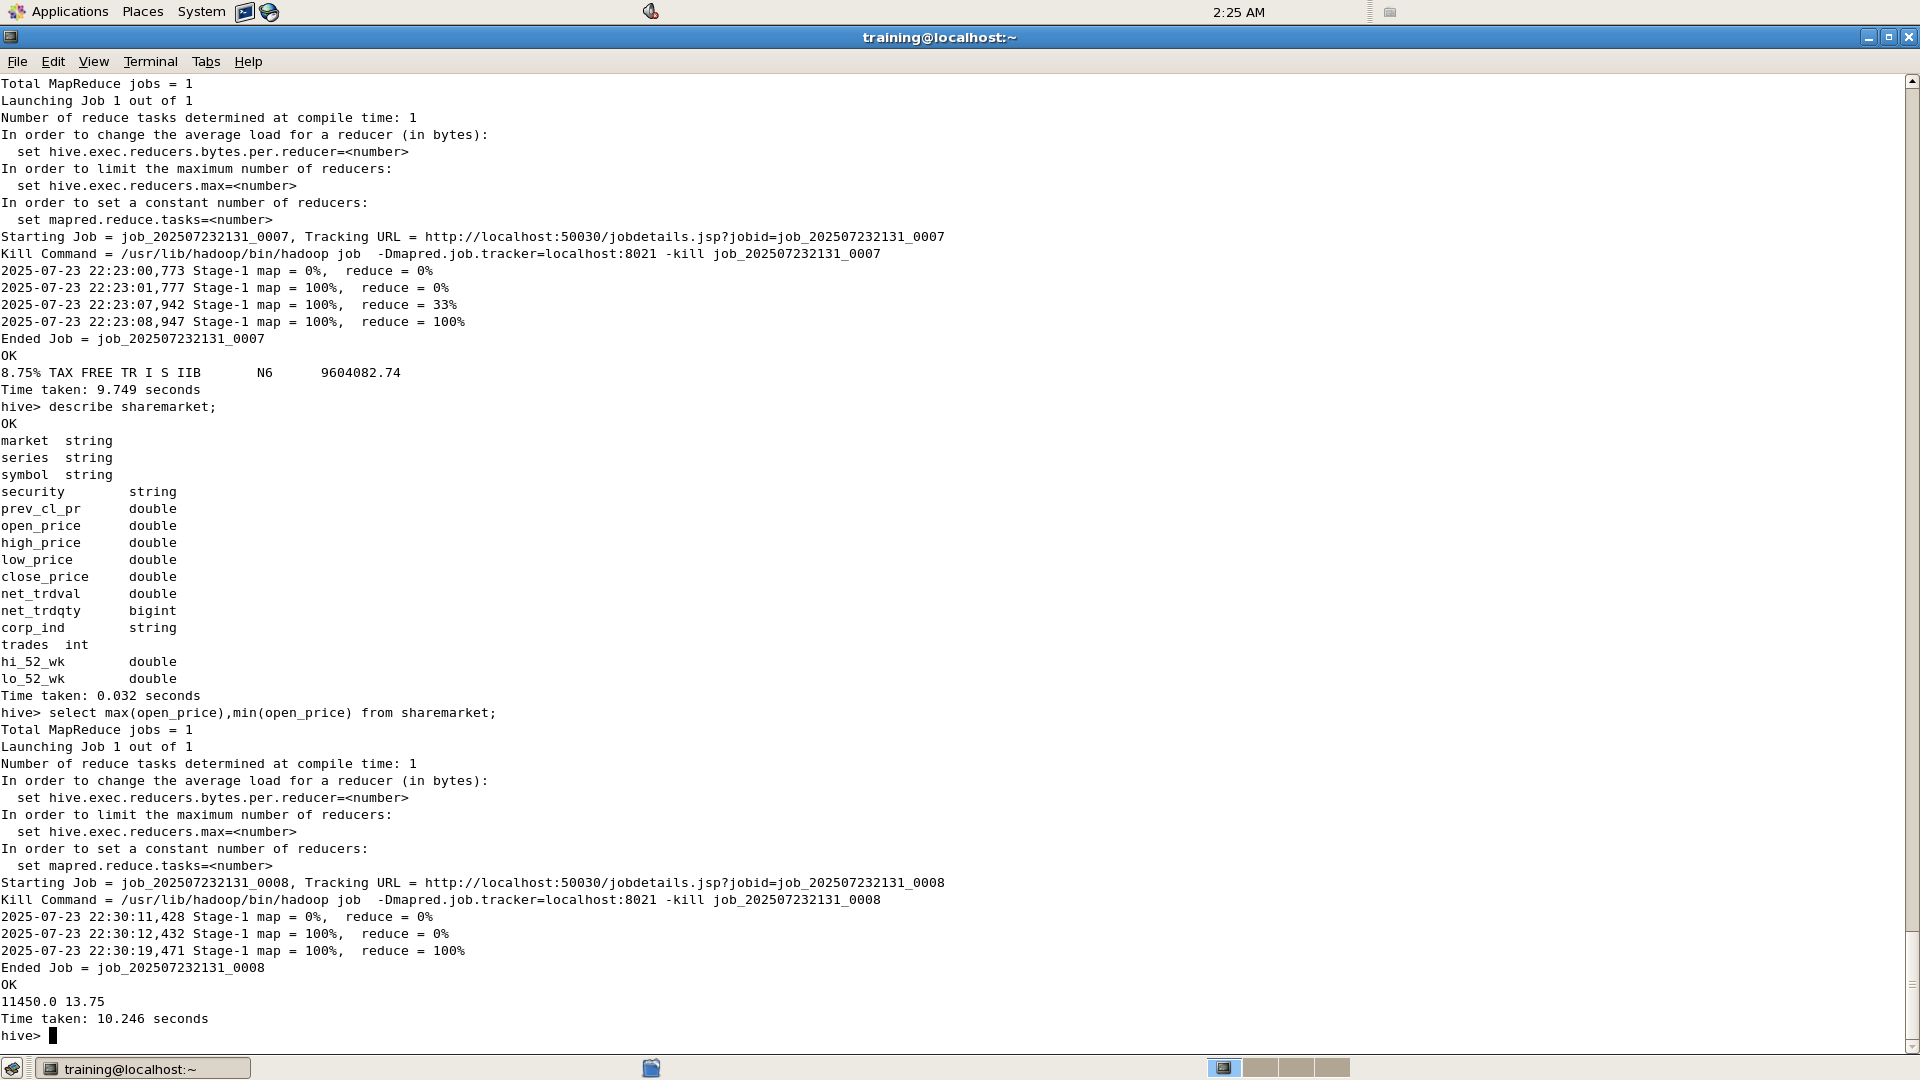 Applications Places System 2:25 AM
training@localhost:~
File Edit View Terminal Tabs Help
Total MapReduce jobs = 1
Launching Job 1 out of 1
Number of reduce tasks determined at compile time: 1
In order to change the average load for a reducer (in bytes):
  set hive.exec.reducers.bytes.per.reducer=<number>
In order to limit the maximum number of reducers:
  set hive.exec.reducers.max=<number>
In order to set a constant number of reducers:
  set mapred.reduce.tasks=<number>
Starting Job = job_202507232131_0007, Tracking URL = http://localhost:50030/jobdetails.jsp?jobid=job_202507232131_0007
Kill Command = /usr/lib/hadoop/bin/hadoop job  -Dmapred.job.tracker=localhost:8021 -kill job_202507232131_0007
2025-07-23 22:23:00,773 Stage-1 map = 0%,  reduce = 0%
2025-07-23 22:23:01,777 Stage-1 map = 100%,  reduce = 0%
2025-07-23 22:23:07,942 Stage-1 map = 100%,  reduce = 33%
2025-07-23 22:23:08,947 Stage-1 map = 100%,  reduce = 100%
Ended Job = job_202507232131_0007
OK
8.75% TAX FREE TR I S IIB       N6      9604082.74
Time taken: 9.749 seconds
hive> describe sharemarket;
OK
market  string
series  string
symbol  string
security        string
prev_cl_pr      double
open_price      double
high_price      double
low_price       double
close_price     double
net_trdval      double
net_trdqty      bigint
corp_ind        string
trades  int
hi_52_wk        double
lo_52_wk        double
Time taken: 0.032 seconds
hive> select max(open_price),min(open_price) from sharemarket;
Total MapReduce jobs = 1
Launching Job 1 out of 1
Number of reduce tasks determined at compile time: 1
In order to change the average load for a reducer (in bytes):
  set hive.exec.reducers.bytes.per.reducer=<number>
In order to limit the maximum number of reducers:
  set hive.exec.reducers.max=<number>
In order to set a constant number of reducers:
  set mapred.reduce.tasks=<number>
Starting Job = job_202507232131_0008, Tracking URL = http://localhost:50030/jobdetails.jsp?jobid=job_202507232131_0008
Kill Command = /usr/lib/hadoop/bin/hadoop job  -Dmapred.job.tracker=localhost:8021 -kill job_202507232131_0008
2025-07-23 22:30:11,428 Stage-1 map = 0%,  reduce = 0%
2025-07-23 22:30:12,432 Stage-1 map = 100%,  reduce = 0%
2025-07-23 22:30:19,471 Stage-1 map = 100%,  reduce = 100%
Ended Job = job_202507232131_0008
OK
11450.0 13.75
Time taken: 10.246 seconds
hive>
training@localhost:~